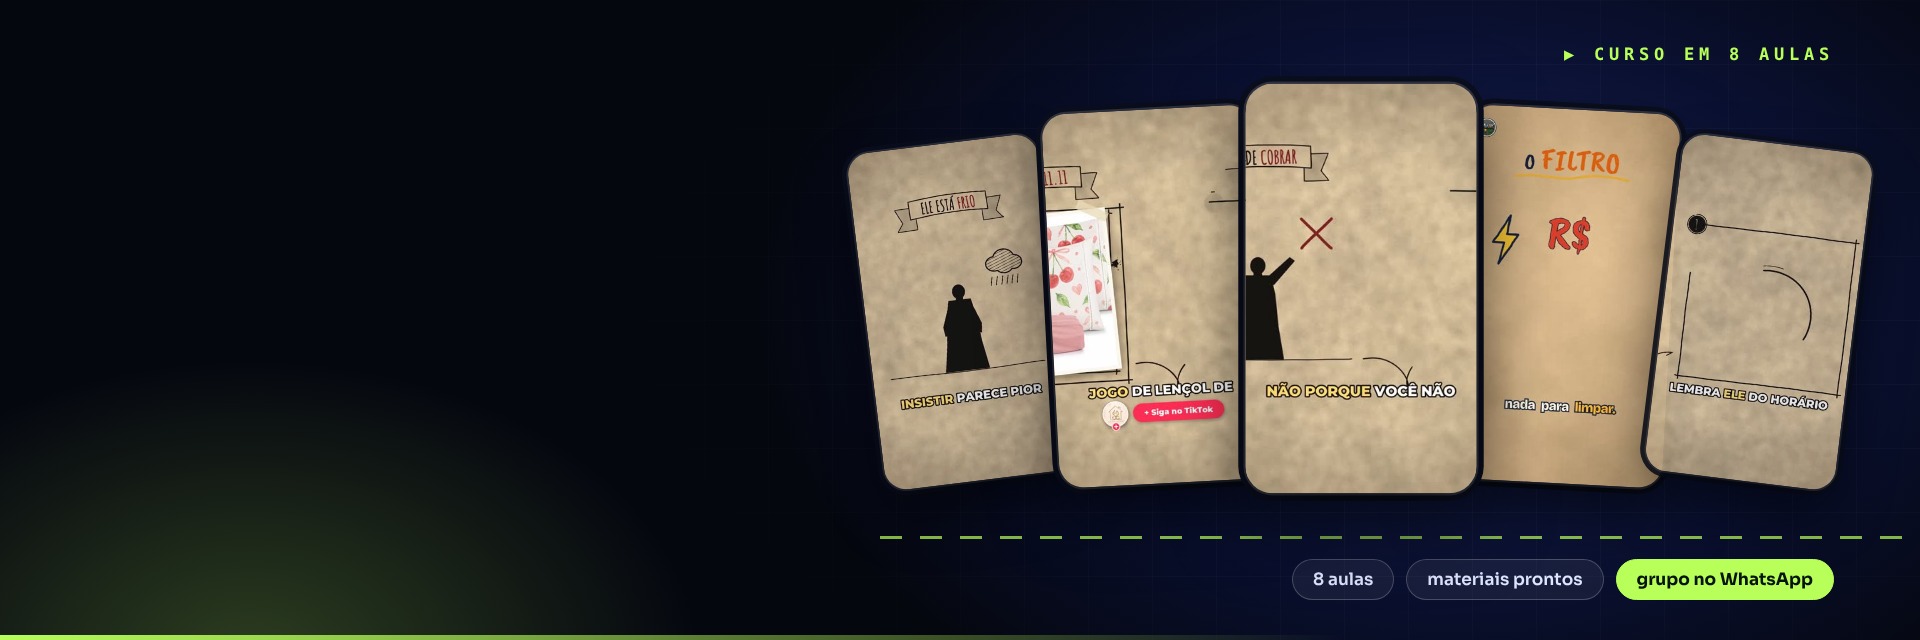 ▶ CURSO EM 8 AULAS
ELE ESTÁ FRIO
INSISTIR PARECE PIOR
11.11
JOGO DE LENÇOL DE
+ Siga no TikTok
DE COBRAR
NÃO PORQUE VOCÊ NÃO
O FILTRO
R$
nada para limpar.
LEMBRA ELE DO HORÁRIO
8 aulas
materiais prontos
grupo no WhatsApp